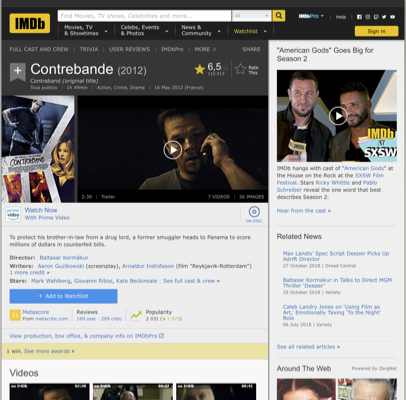 IMDb
Find Movies, TV shows, Celebrities and more...
All
IMDbPro
Help
Movies, TV & Showtimes
Celebs, Events & Photos
News & Community
Watchlist
Sign in
FULL CAST AND CREW | TRIVIA | USER REVIEWS | IMDbPro | MORE
SHARE
Contrebande (2012)
Contraband (original title)
Tous publics | 1h 49min | Action, Crime, Drama | 16 May 2012 (France)
6,5
Rate This
CONTRABAND
2:30 | Trailer
7 VIDEOS | 36 IMAGES
prime video
Watch Now
With Prime Video
ON DISC
To protect his brother-in-law from a drug lord, a former smuggler heads to Panama to score
millions of dollars in counterfeit bills.
Director: Baltasar Kormákur
Writers: Aaron Guzikowski (screenplay), Arnaldur Indriðason (film "Reykjavik-Rotterdam")
1 more credit »
Stars: Mark Wahlberg, Giovanni Ribisi, Kate Beckinsale | See full cast & crew »
+ Add to Watchlist
51
Metascore
From metacritic.com
Reviews
169 user | 269 critic
Popularity
2 031
View production, box office, & company info on IMDbPro
1 win. See more awards »
Videos
"American Gods" Goes Big for
Season 2
IMDb
at
SXSW
IMDb hangs with cast of "American Gods" at
the House on the Rock at the SXSW Film
Festival. Stars Ricky Whittle and Pablo
Schreiber reveal the one word that best
describes Season 2.
Hear from the cast »
Related News
Max Landis' Spec Script Deeper Picks Up
Adrift Director
27 October 2018 | Dread Central
Baltasar Kormakur in Talks to Direct MGM
Thriller 'Deeper'
25 October 2018 | Variety
Caleb Landry Jones on 'Using Film as
Art,' Emotionally Taxing 'To the Night'
Role
06 July 2018 | Variety
See all related articles »
Around The Web
Powered by ZergNet